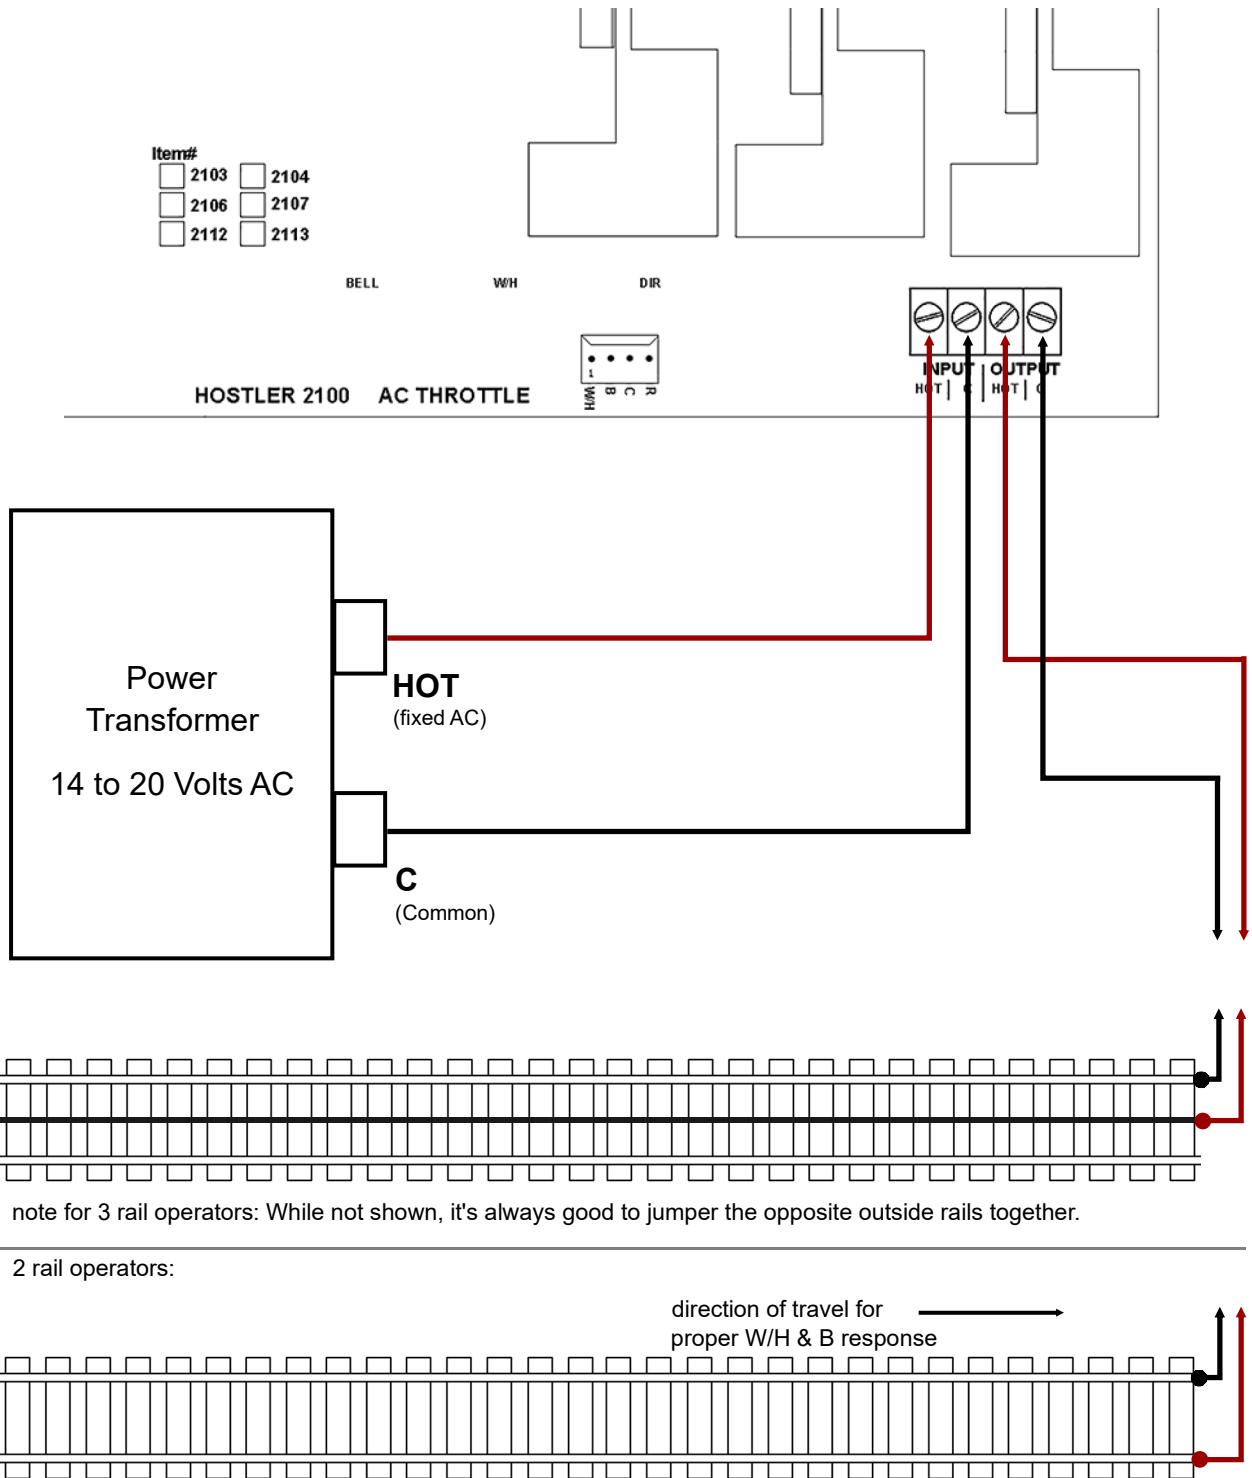 Item#
2103 2104
2106 2107
2112 2113
BELL W/H DIR
1
W/H B C R
INPUT OUTPUT
HOT C HOT C
HOSTLER 2100 AC THROTTLE
Power
Transformer
14 to 20 Volts AC
HOT
(fixed AC)
C
(Common)
note for 3 rail operators: While not shown, it's always good to jumper the opposite outside rails together.
2 rail operators:
direction of travel for
proper W/H & B response